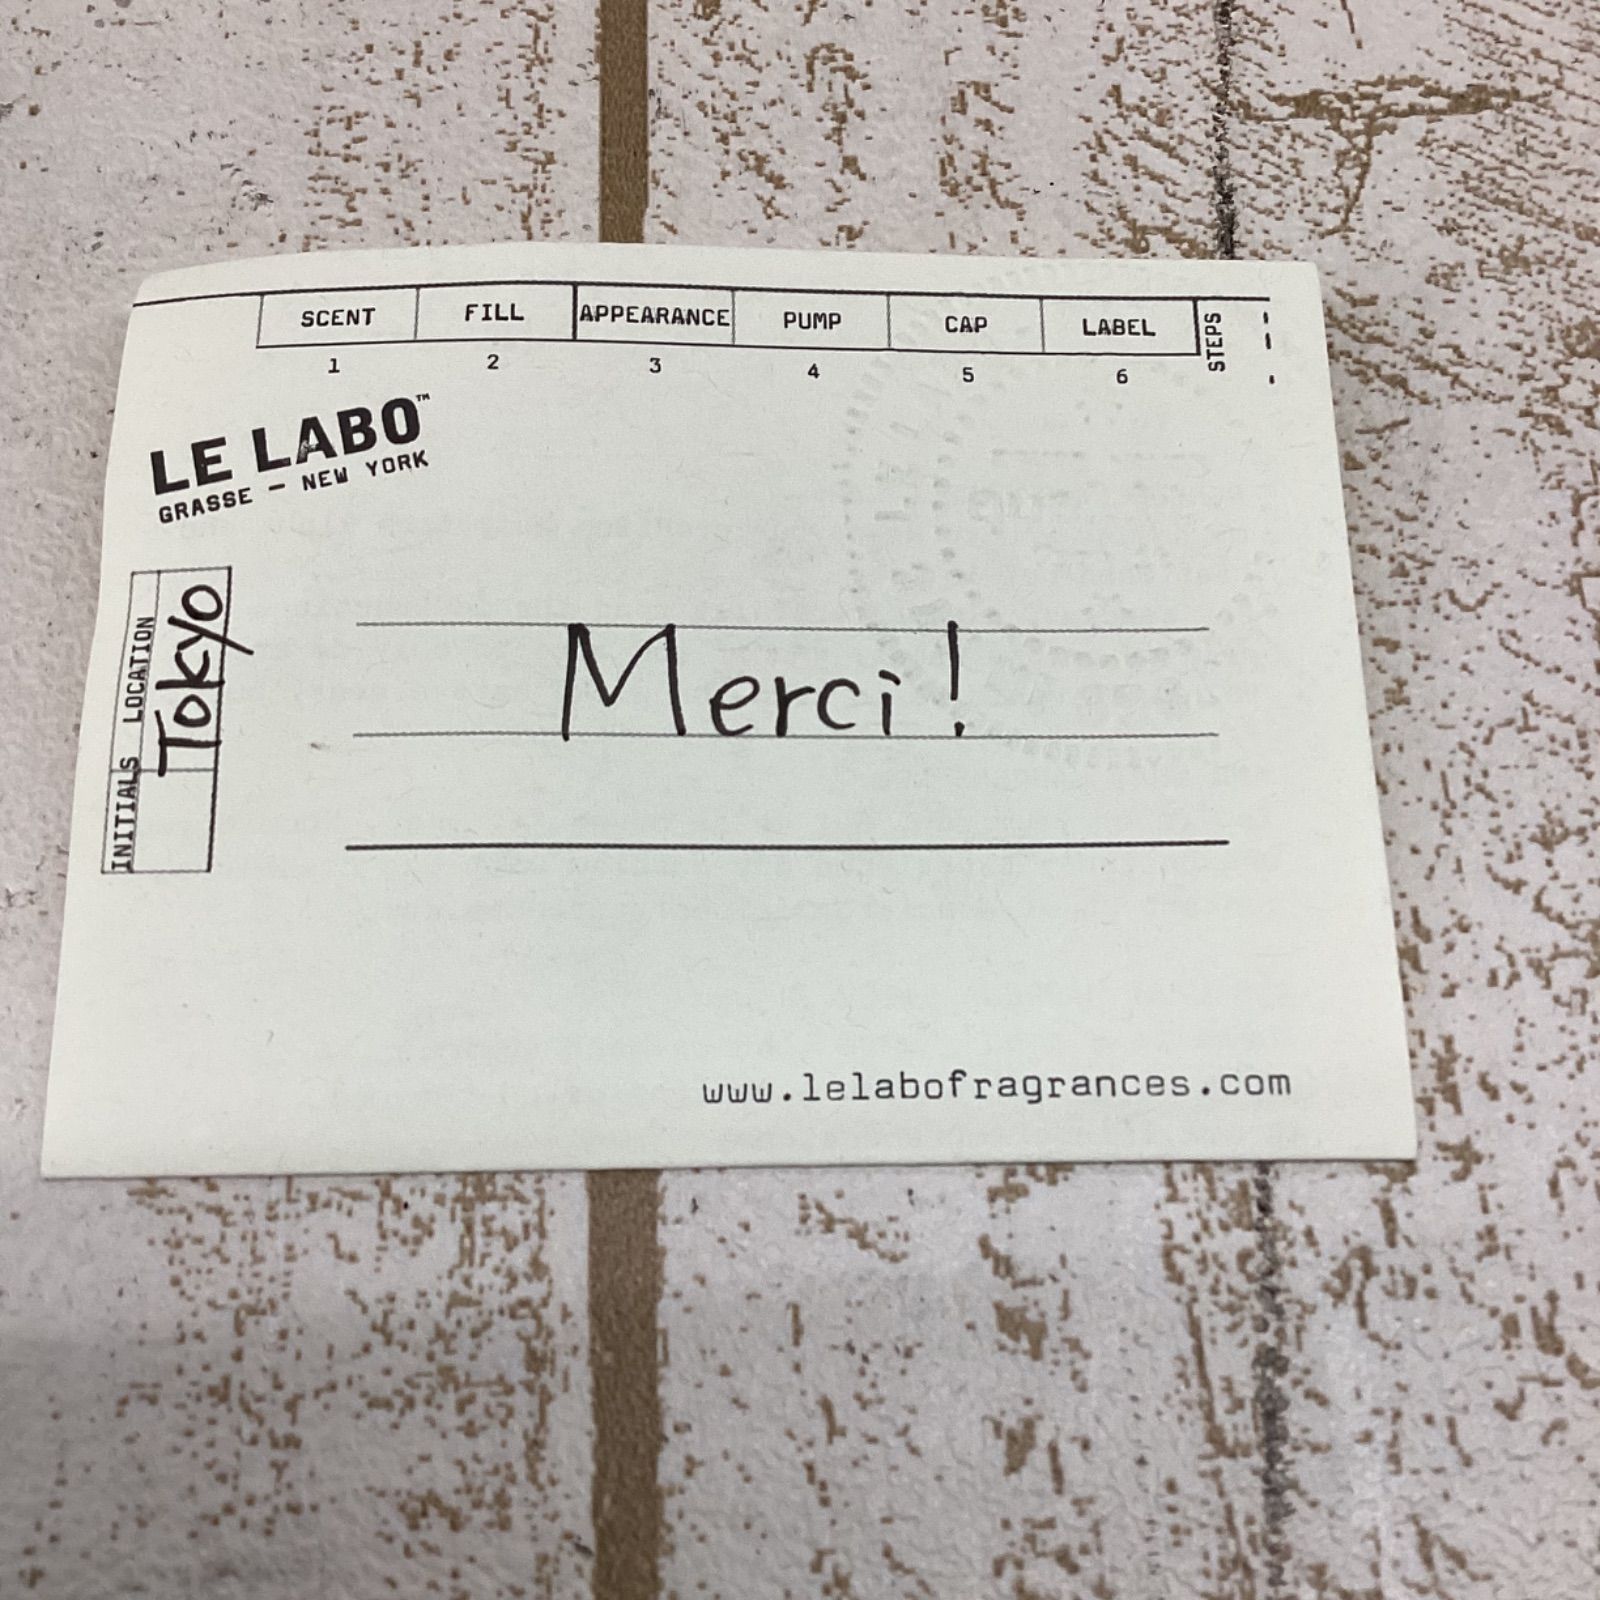 SCENT FILL APPEARANCE PUMP CAP LABEL STEPS
1 2 3 4 5 6
LE LABO™
GRASSE — NEW YORK
LOCATION Tokyo
INITIALS
Merci!
www.lelabofragrances.com